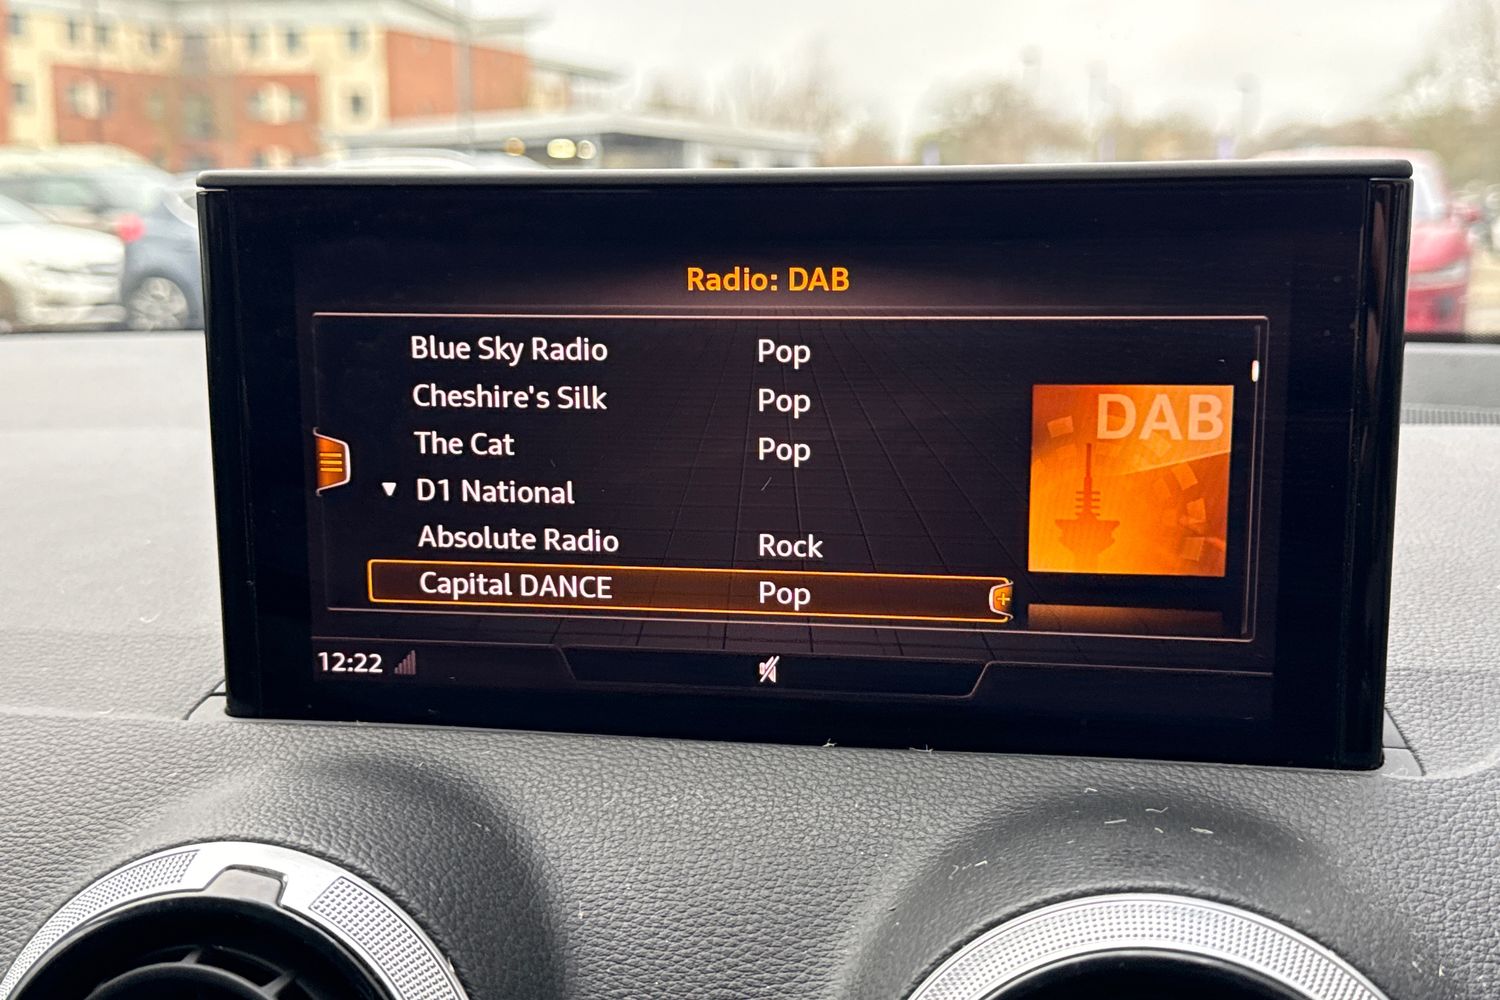 Radio: DAB
Blue Sky Radio Pop
Cheshire's Silk Pop
The Cat Pop
D1 National
Absolute Radio Rock
Capital DANCE Pop
DAB
12:22